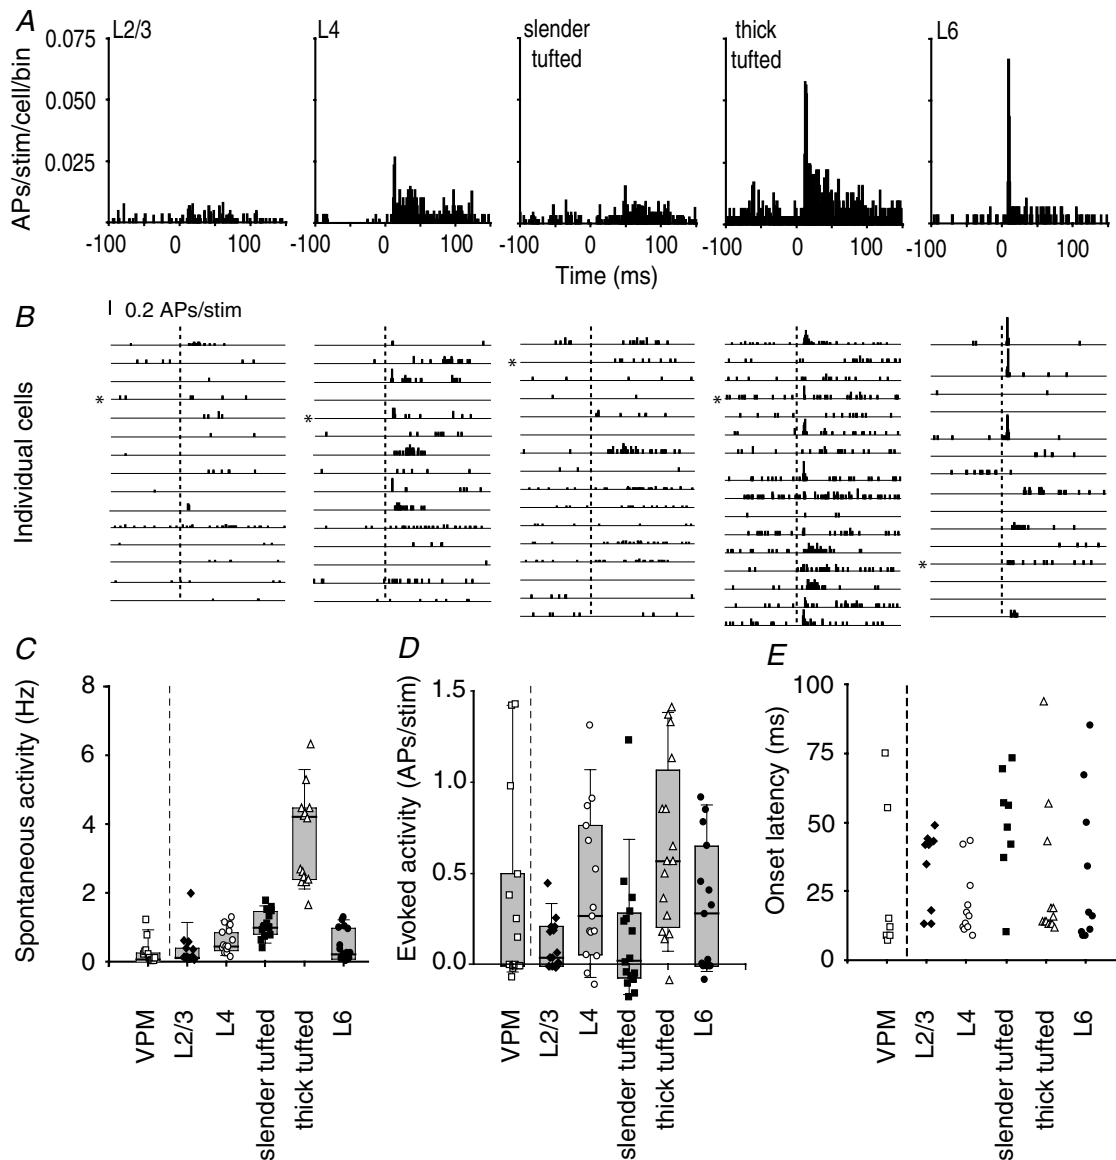 A
L2/3
L4
slender
tufted
thick
tufted
L6
APs/stim/cell/bin
0.075
0.050
0.025
0
-100 0 100
-100 0 100
-100 0 100
-100 0 100
-100 0 100
Time (ms)
B
0.2 APs/stim
Individual cells
*
*
*
*
*
C
Spontaneous activity (Hz)
8
6
4
2
0
VPM
L2/3
L4
slender tufted
thick tufted
L6
D
Evoked activity (APs/stim)
1.5
1.0
0.5
0.0
VPM
L2/3
L4
slender tufted
thick tufted
L6
E
Onset latency (ms)
100
75
50
25
0
VPM
L2/3
L4
slender tufted
thick tufted
L6